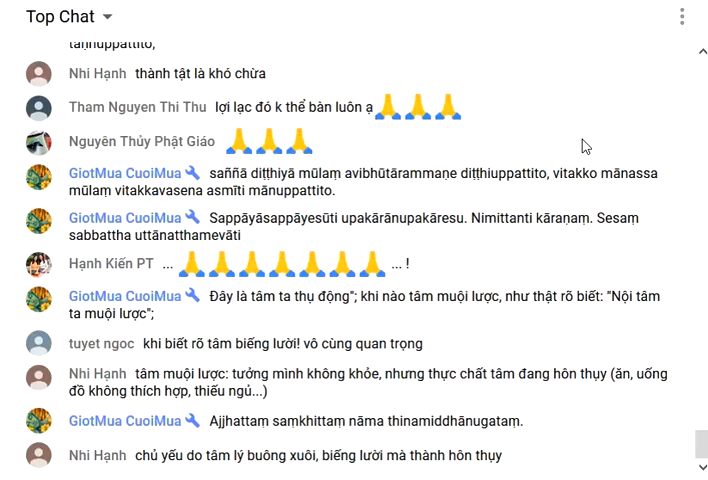 Top Chat
taṇhuppattito,
Nhi Hạnh thành tật là khó chừa
Tham Nguyen Thi Thu lợi lạc đó k thể bàn luôn ạ🙏🙏🙏
Nguyên Thủy Phật Giáo 🙏🙏🙏
GiotMua CuoiMua saññā diṭṭhiyā mūlaṃ avibhūtārammaṇe diṭṭhiuppattito, vitakko mānassa
mūlaṃ vitakkavasena asmīti mānuppattito.
GiotMua CuoiMua Sappāyāsappāyesūti upakārānupakāresu. Nimittanti kāraṇaṃ. Sesaṃ
sabbattha uttānatthamevāti
Hạnh Kiến PT ... 🙏🙏🙏🙏🙏🙏🙏 ... !
GiotMua CuoiMua Đây là tâm ta thụ động"; khi nào tâm muội lược, như thật rõ biết: "Nội tâm
ta muội lược";
tuyet ngoc khi biết rõ tâm biếng lười! vô cùng quan trọng
Nhi Hạnh tâm muội lược: tưởng mình không khỏe, nhưng thực chất tâm đang hôn thụy (ăn, uống
đồ không thích hợp, thiếu ngủ...)
GiotMua CuoiMua Ajjhattaṃ saṃkhittaṃ nāma thinamiddhānugataṃ.
Nhi Hạnh chủ yếu do tâm lý buông xuôi, biếng lười mà thành hôn thụy